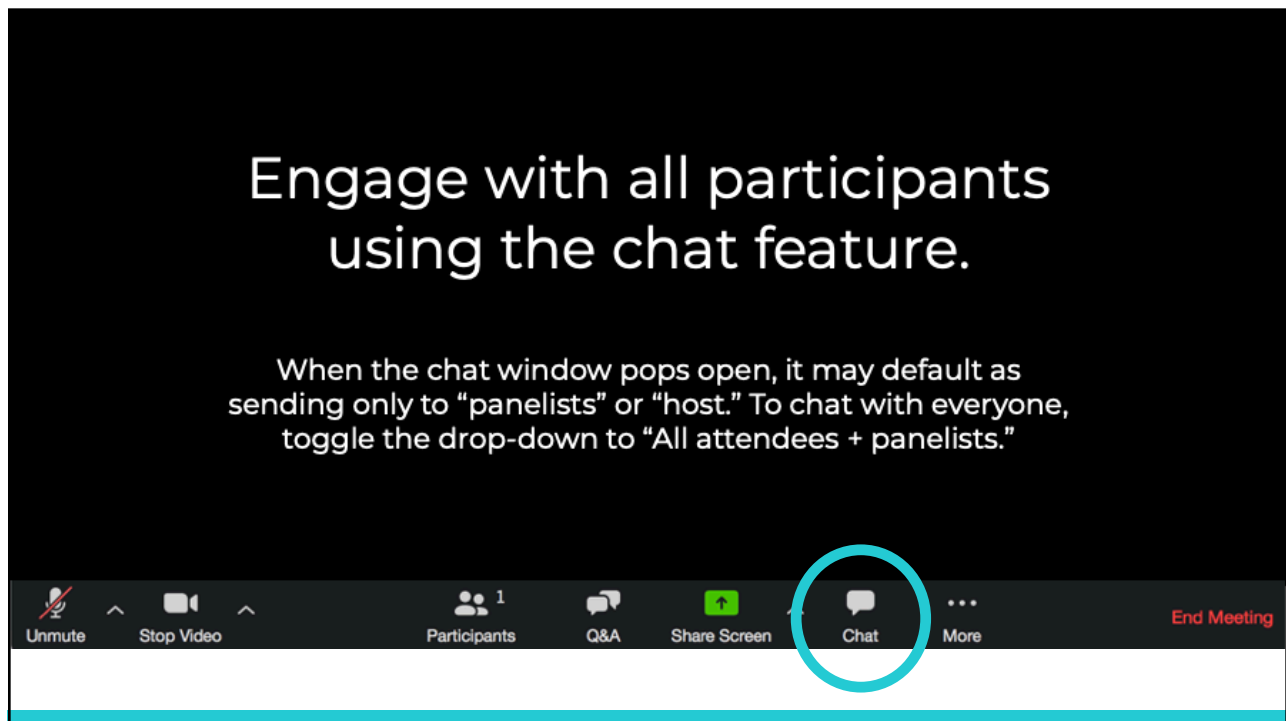 Engage with all participants
using the chat feature.
When the chat window pops open, it may default as
sending only to “panelists” or “host.” To chat with everyone,
toggle the drop-down to “All attendees + panelists.”
1
Unmute
Stop Video
Participants
Q&A
Share Screen
Chat
More
End Meeting